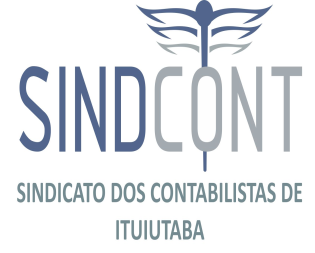 SINDCONT
SINDICATO DOS CONTABILISTAS DE
ITUIUTABA